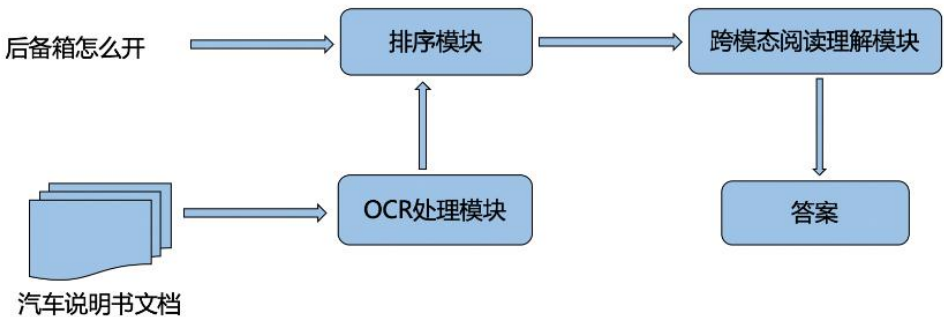 后备箱怎么开
排序模块
跨模态阅读理解模块
OCR处理模块
答案
汽车说明书文档